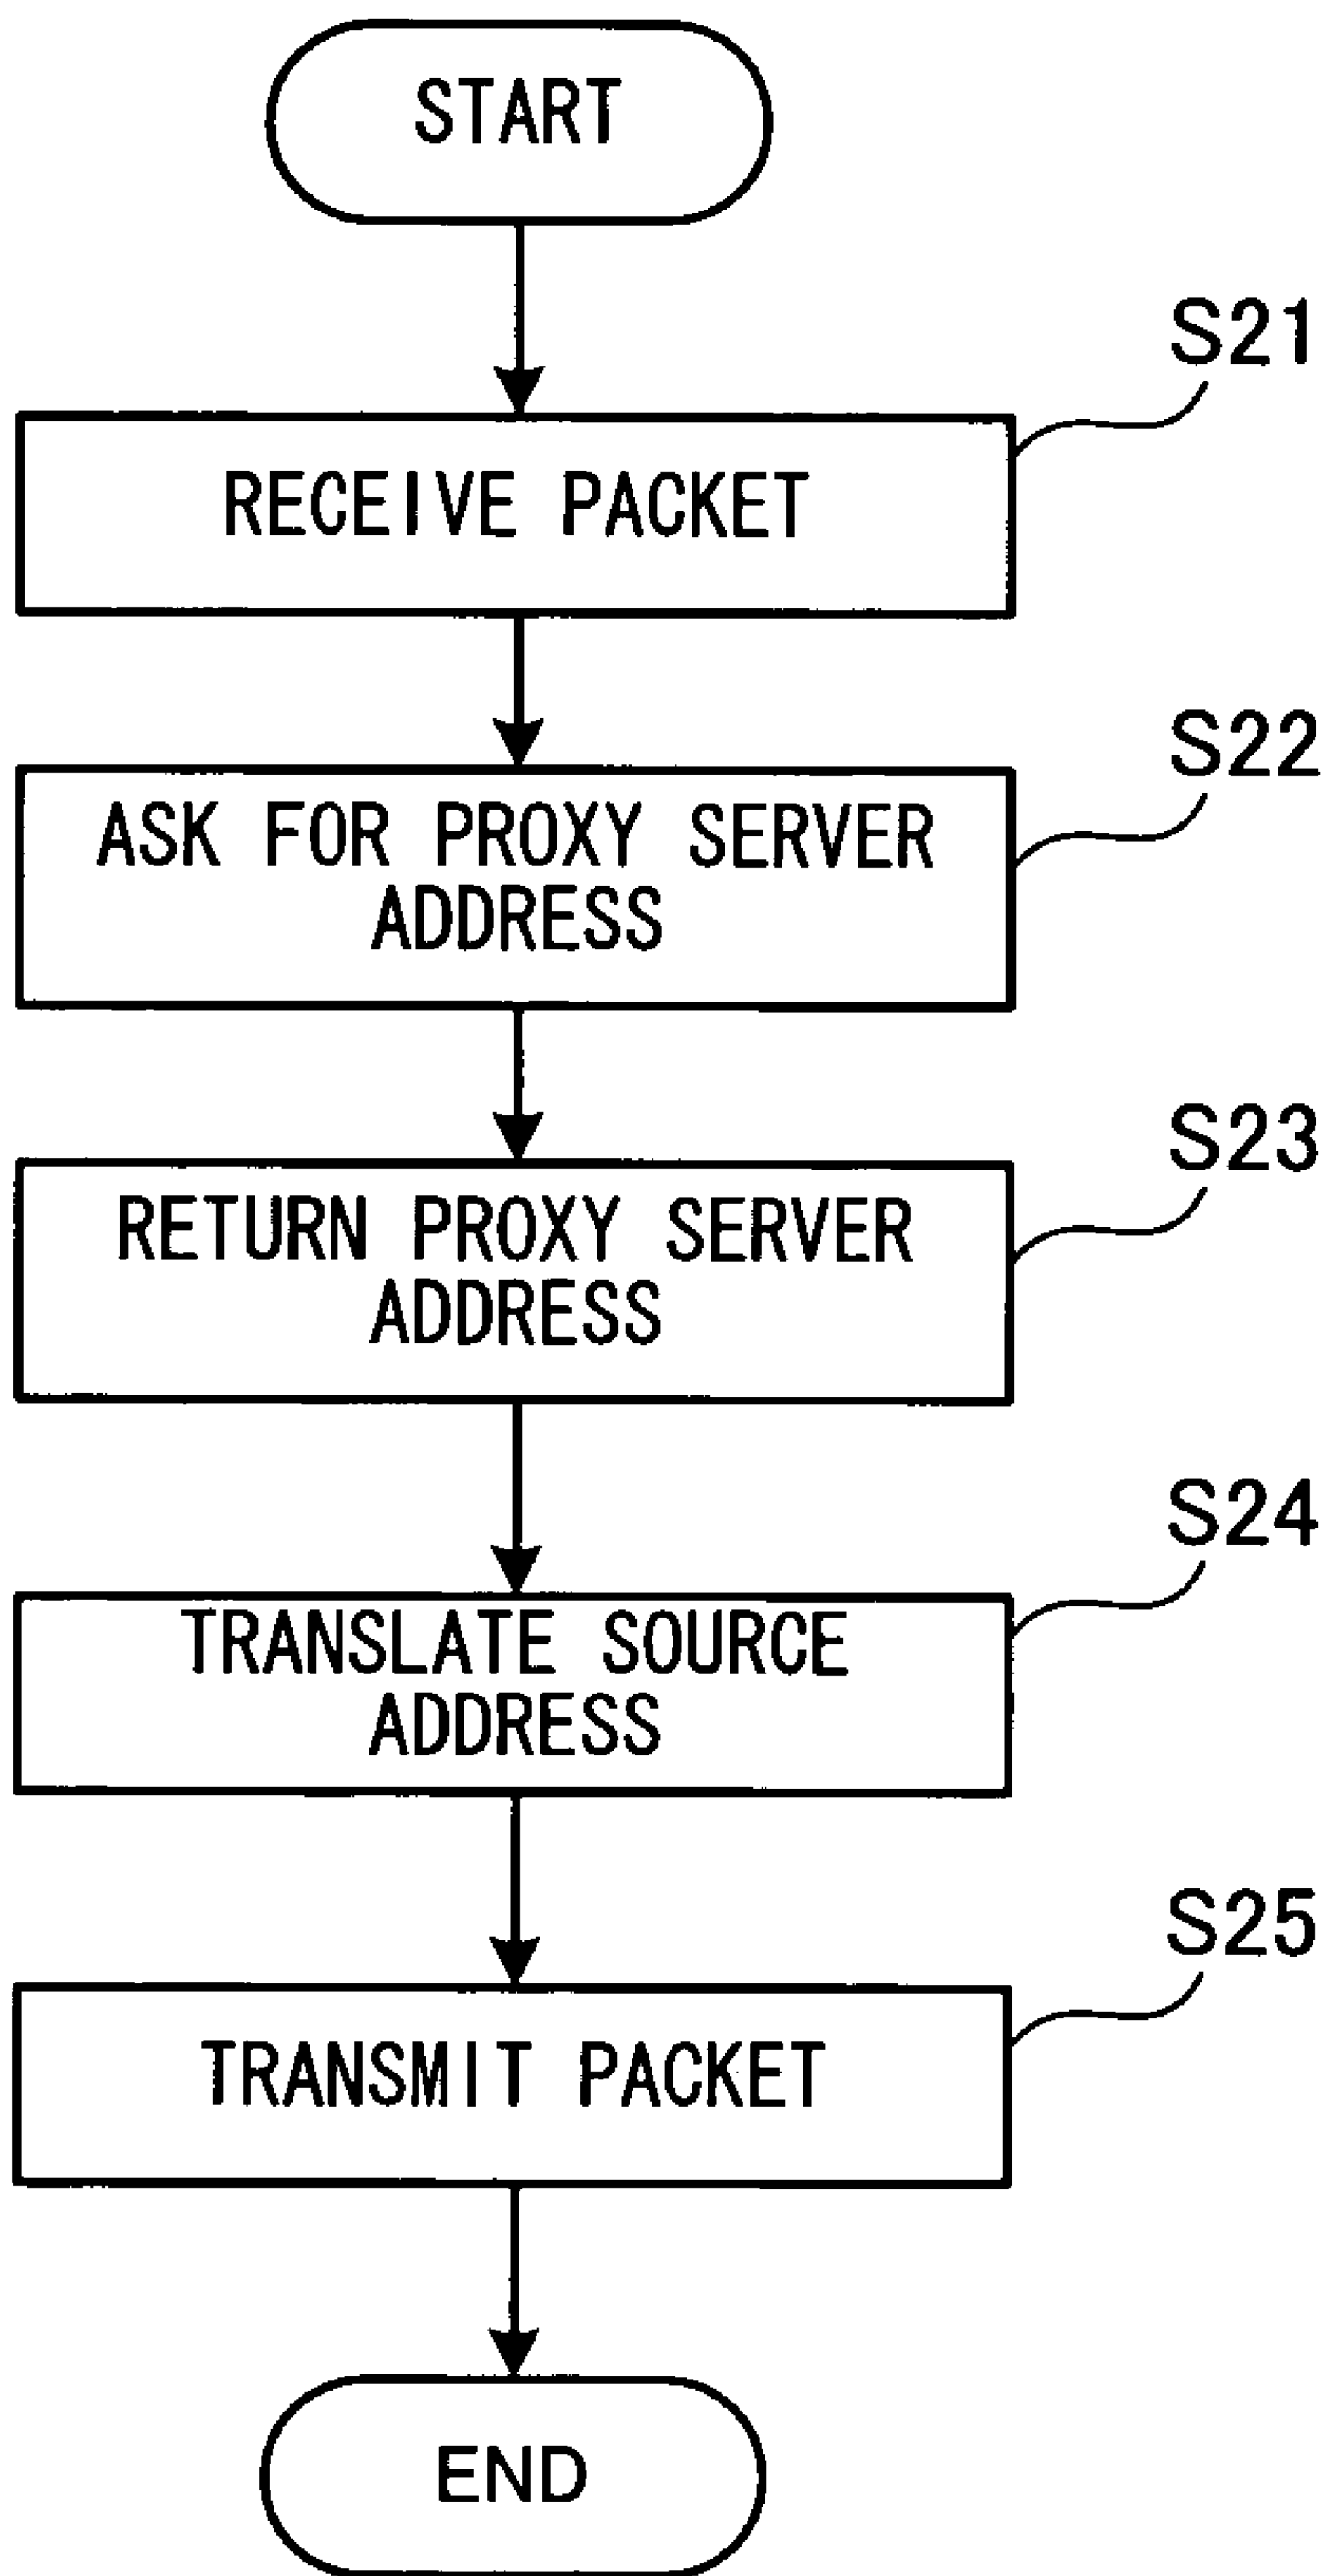 START
S21
RECEIVE PACKET
S22
ASK FOR PROXY SERVER
ADDRESS
S23
RETURN PROXY SERVER
ADDRESS
S24
TRANSLATE SOURCE
ADDRESS
S25
TRANSMIT PACKET
END